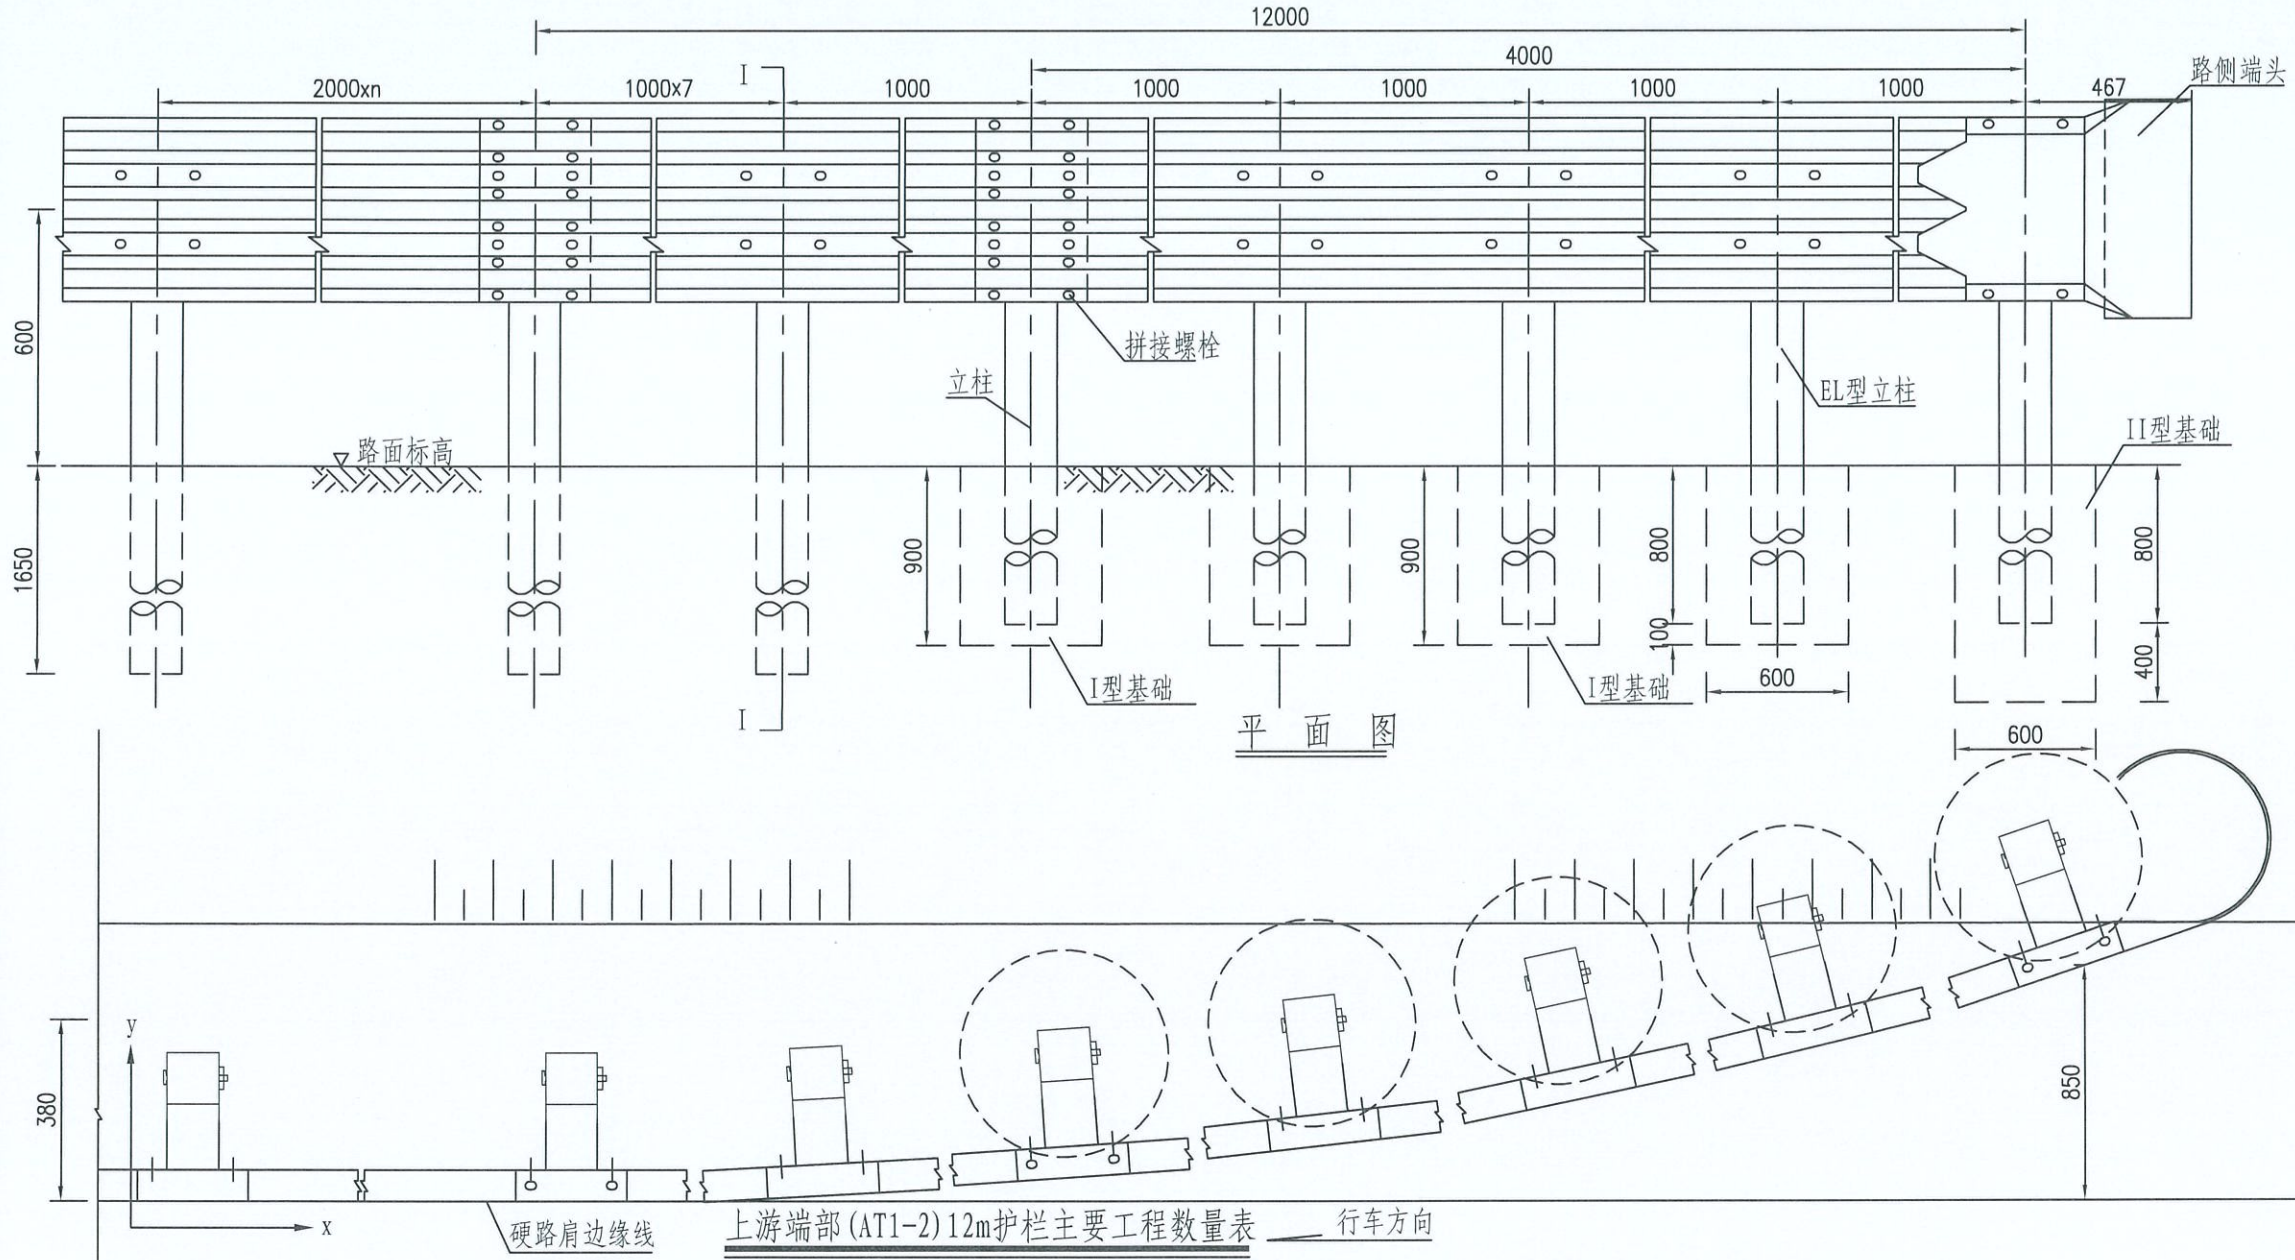 12000
4000
路侧端头
2000xn
1000×7
I
1000
1000
1000
1000
1000
467
600
拼接螺栓
立柱
EL型立柱
II型基础
路面标高
1650
900
900
800
100
800
400
I型基础
I型基础
600
I
平 面 图
600
y
380
850
x
硬路肩边缘线
上游端部(AT1-2)12m护栏主要工程数量表
行车方向